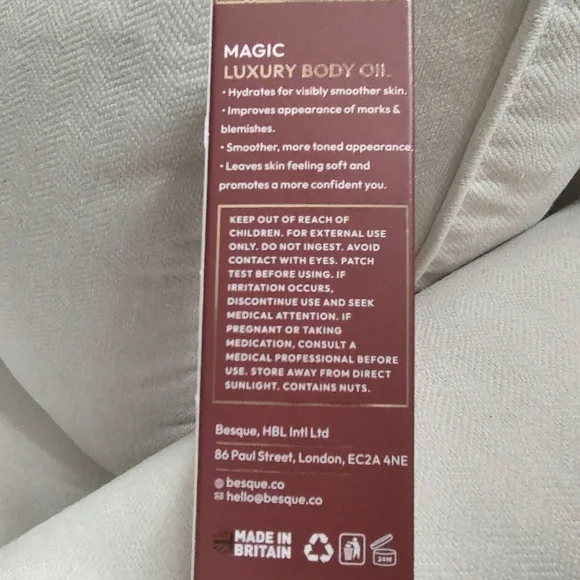 MAGIC
LUXURY BODY OIL
• Hydrates for visibly smoother skin.
• Improves appearance of marks &
blemishes.
• Smoother, more toned appearance.
• Leaves skin feeling soft and
promotes a more confident you.
KEEP OUT OF REACH OF
CHILDREN. FOR EXTERNAL USE
ONLY. DO NOT INGEST. AVOID
CONTACT WITH EYES. PATCH
TEST BEFORE USING. IF
IRRITATION OCCURS,
DISCONTINUE USE AND SEEK
MEDICAL ATTENTION. IF
PREGNANT OR TAKING
MEDICATION, CONSULT A
MEDICAL PROFESSIONAL BEFORE
USE. STORE AWAY FROM DIRECT
SUNLIGHT. CONTAINS NUTS.
Besque, HBL Intl Ltd
86 Paul Street, London, EC2A 4NE
besque.co
hello@besque.co
MADE IN
BRITAIN
24M